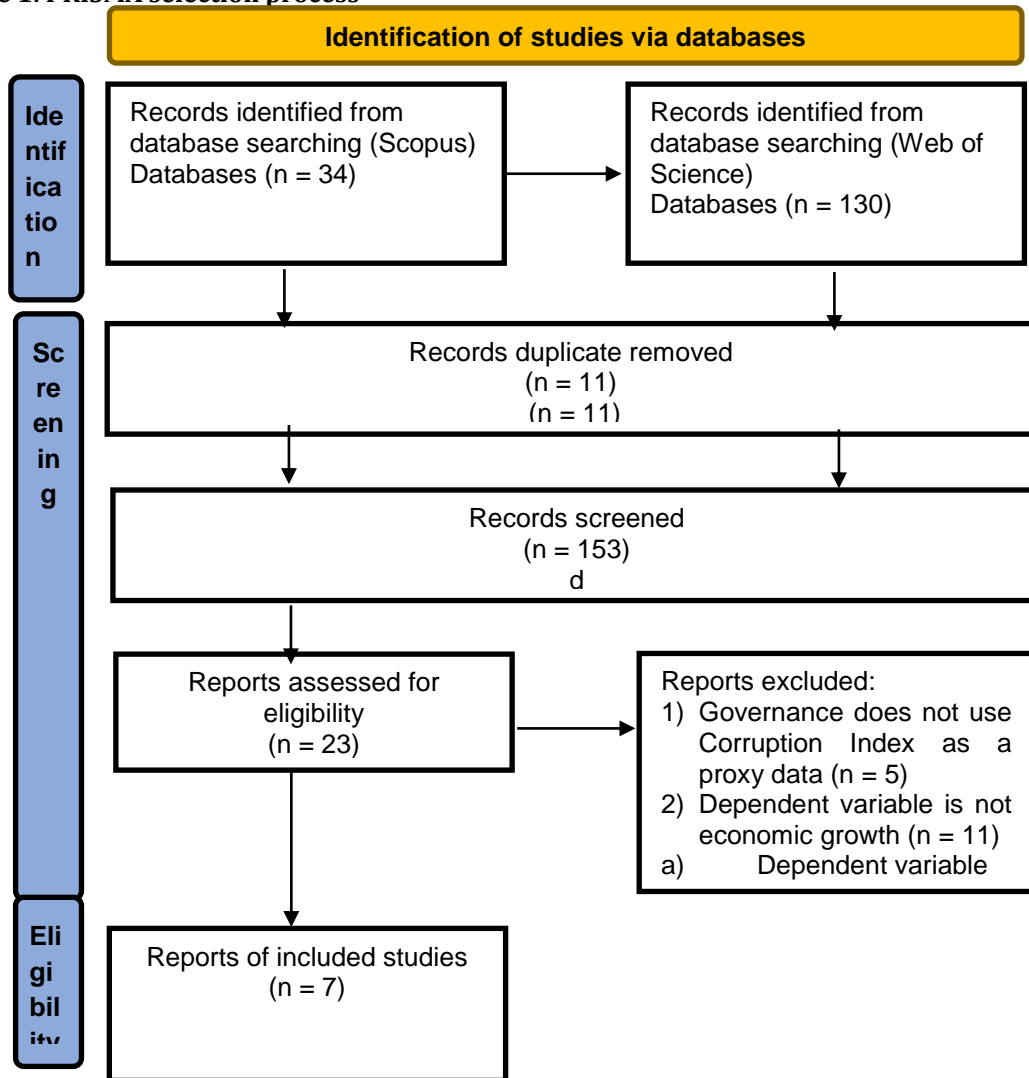 Identification of studies via databases
Ide
ntif
ica
tio
n
Records identified from
database searching (Scopus)
Databases (n = 34)
Records identified from
database searching (Web of
Science)
Databases (n = 130)
Sc
re
en
in
g
Records duplicate removed
(n = 11)
(n = 11)
Records screened
(n = 153)
d
Reports assessed for
eligibility
(n = 23)
Reports excluded:
1) Governance does not use
Corruption Index as a
proxy data (n = 5)
2) Dependent variable is not
economic growth (n = 11)
a) Dependent variable
Eli
gi
bil
ity
Reports of included studies
(n = 7)